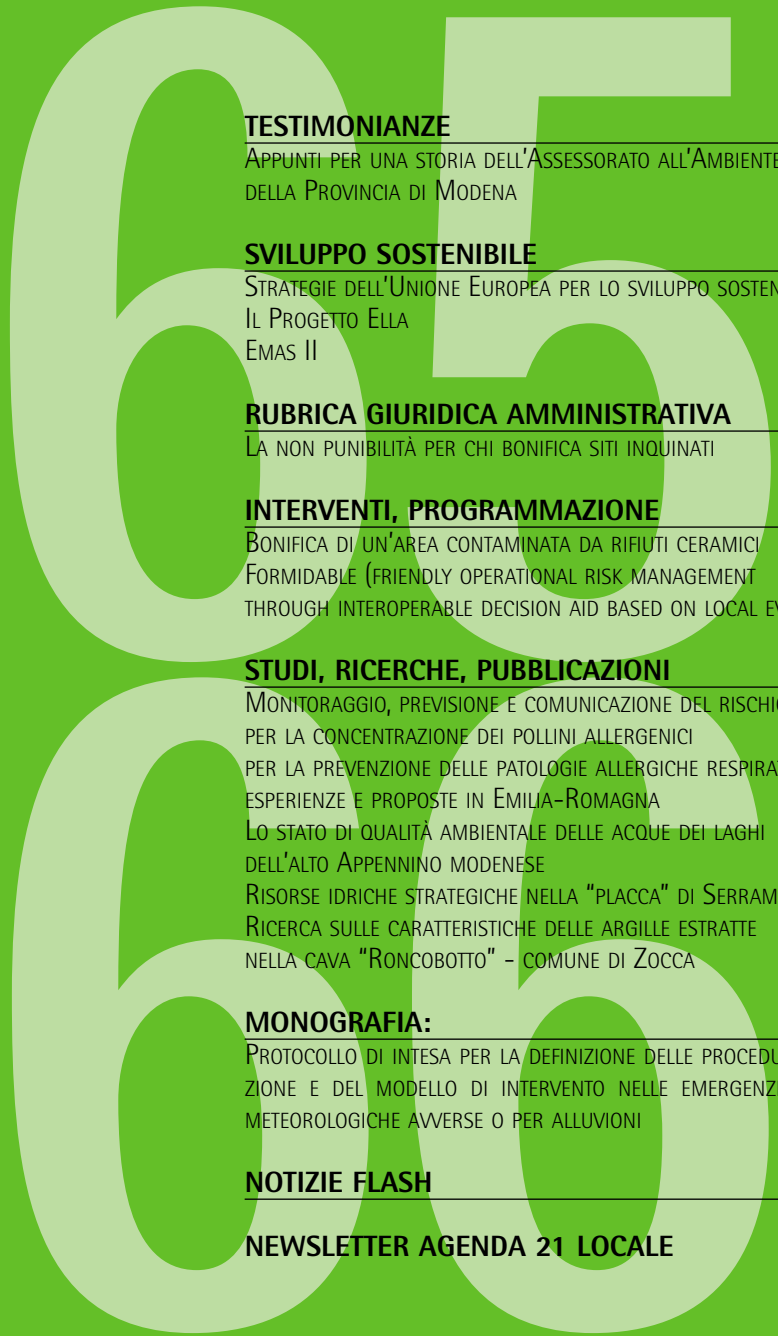 65
66
TESTIMONIANZE
APPUNTI PER UNA STORIA DELL'ASSESSORATO ALL'AMBIENTE
DELLA PROVINCIA DI MODENA
SVILUPPO SOSTENIBILE
STRATEGIE DELL'UNIONE EUROPEA PER LO SVILUPPO
IL PROGETTO ELLA
EMAS II
RUBRICA GIURIDICA AMMINISTRATIVA
LA NON PUNIBILITÀ PER CHI BONIFICA SITI INQUINATI
INTERVENTI, PROGRAMMAZIONE
BONIFICA DI UN'AREA CONTAMINATA DA RIFIUTI CERAMICI
FORMIDABLE (FRIENDLY OPERATIONAL RISK MANAGEMENT
THROUGH INTEROPERABLE DECISION AID BASED ON LOCAL
STUDI, RICERCHE, PUBBLICAZIONI
MONITORAGGIO, PREVISIONE E COMUNICAZIONE DEL RISCHIO
PER LA CONCENTRAZIONE DEI POLLINI ALLERGENICI
PER LA PREVENZIONE DELLE PATOLOGIE ALLERGICHE
ESPERIENZE E PROPOSTE IN EMILIA-ROMAGNA
LO STATO DI QUALITÀ AMBIENTALE DELLE ACQUE DEI LAGHI
DELL'ALTO APPENNINO MODENESE
RISORSE IDRICHE STRATEGICHE NELLA "PLACCA" DI
RICERCA SULLE CARATTERISTICHE DELLE ARGILLE ESTRATTE
NELLA CAVA "RONCOBOTTO" - COMUNE DI ZOCCA
MONOGRAFIA:
PROTOCOLLO DI INTESA PER LA DEFINIZIONE DELLE
ZIONE E DEL MODELLO DI INTERVENTO NELLE
METEOROLOGICHE AVVERSE O PER ALLUVIONI
NOTIZIE FLASH
NEWSLETTER AGENDA 21 LOCALE